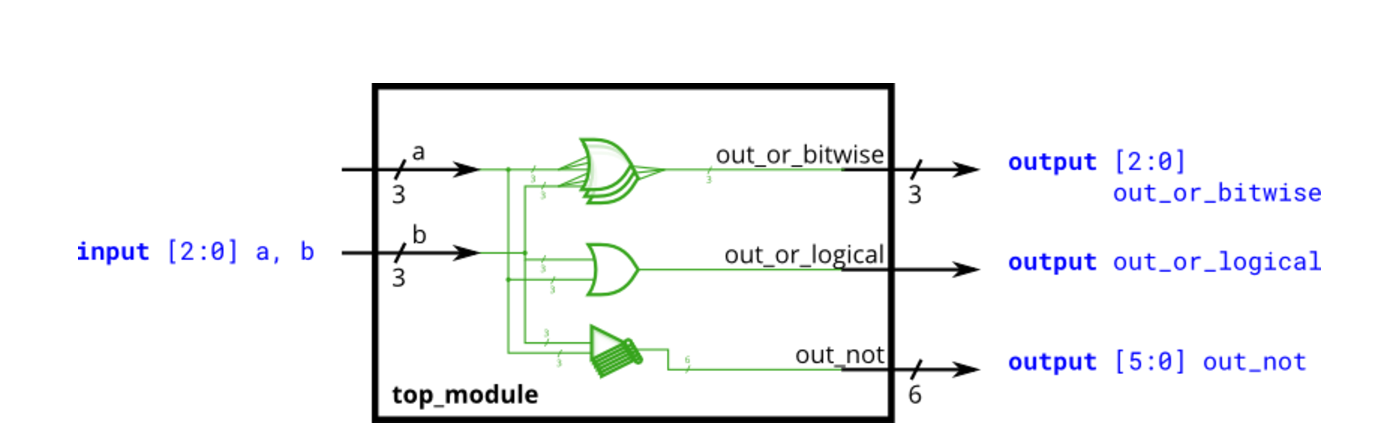 a
3
b
3
input [2:0] a, b
3
3
3
3
3
3
3
6
out_or_bitwise
out_or_logical
out_not
3
6
top_module
output [2:0]
out_or_bitwise
output out_or_logical
output [5:0] out_not